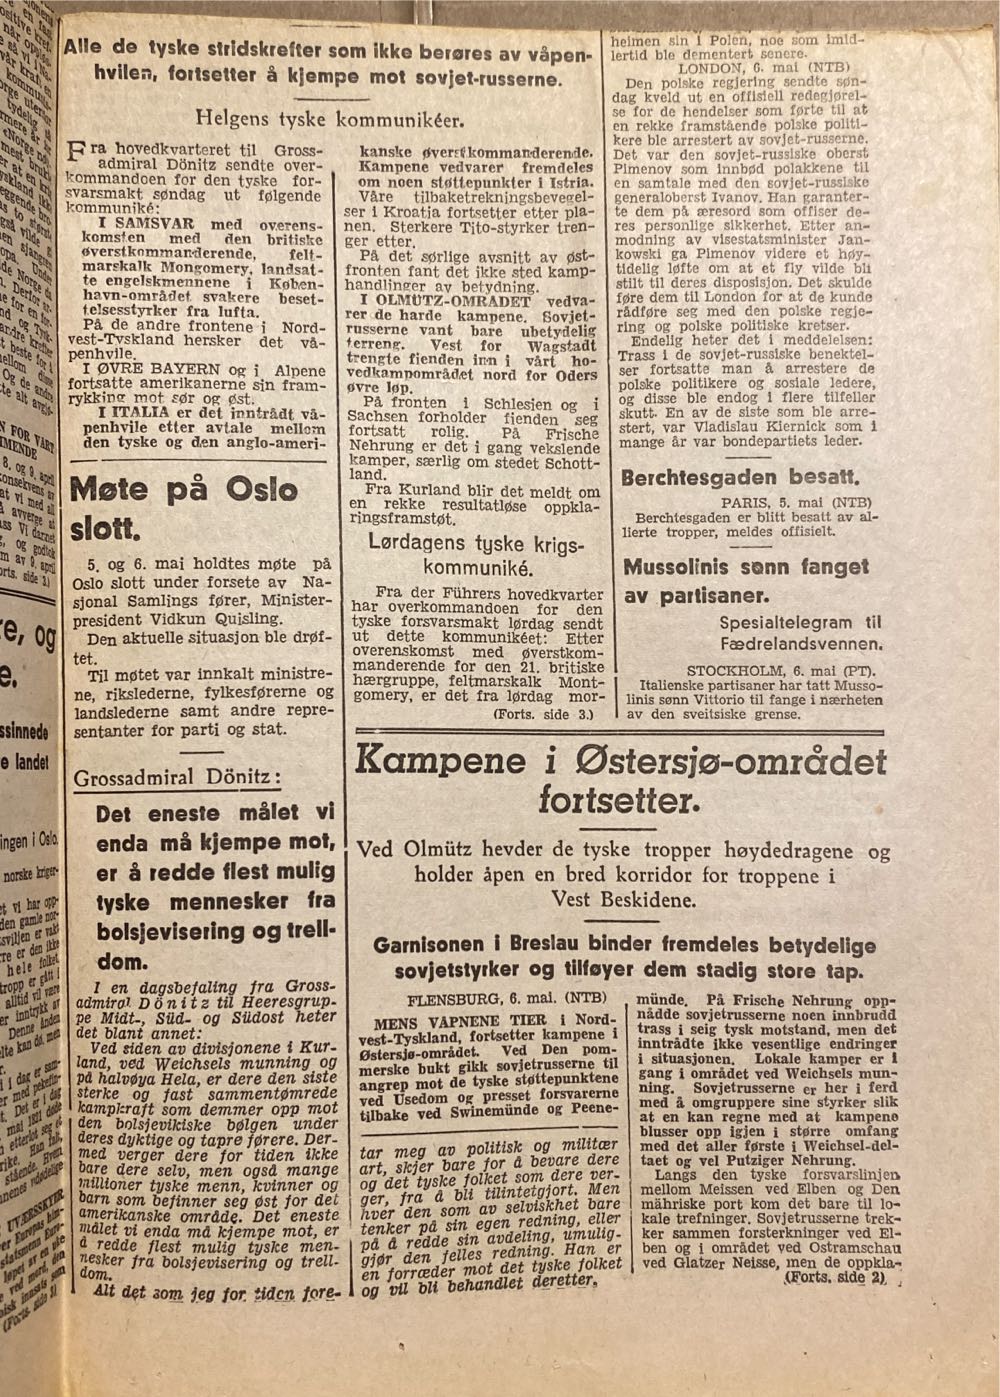 Alle de tyske stridskrefter som ikke berøres av våpen-
hvilen, fortsetter å kjempe mot sovjet-russerne.
Helgens tyske kommunikéer.
Fra hovedkvarteret til Gross-
admiral Dönitz sendte over-
kommandoen for den tyske for-
svarsmakt søndag ut følgende
kommuniké:
I SAMSVAR med overens-
komsten med den britiske
øverstkommanderende, felt-
marskalk Mongomery, landsat-
te engelskmennene i Køben-
havn-området svakere beset-
telsesstyrker fra lufta.
På de andre frontene i Nord-
vest-Tyskland hersker det vå-
penhvile.
I ØVRE BAYERN og i Alpene
fortsatte amerikanerne sin fram-
rykking mot sør og øst.
I ITALIA er det inntrådt vå-
penhvile etter avtale mellom
den tyske og den anglo-ameri-
kanske øverstkommanderende.
Kampene vedvarer fremdeles
om noen støttepunkter i Istria.
Våre tilbaketrekningsbevegel-
ser i Kroatia fortsetter etter pla-
nen. Sterkere Tito-styrker tren-
ger etter.
På det sørlige avsnitt av øst-
fronten fant det ikke sted kamp-
handlinger av betydning.
I OLMÜTZ-OMRÅDET vedva-
rer de harde kampene. Sovjet-
russerne vant bare ubetydelig
terreng. Vest for Wagstadt
trengte fienden inn i vårt ho-
vedkampområdet nord for Oders
øvre løp.
På fronten i Schlesjen og i
Sachsen forholder fienden seg
fortsatt rolig. På Frische
Nehrung er det i gang vekslende
kamper, særlig om stedet Schott-
land.
Fra Kurland blir det meldt om
en rekke resultatløse oppkla-
ringsframstøt.
Lørdagens tyske krigs-
kommuniké.
Fra der Führers hovedkvarter
har overkommandoen for den
tyske forsvarsmakt lørdag sendt
ut dette kommunikéet: Etter
overenskomst med øverstkom-
manderende for den 21. britiske
hærgruppe, feltmarskalk Mont-
gomery, er det fra lørdag mor-
(Forts. side 3.)
heimen sin i Polen, noe som imid-
lertid ble dementert senere.
LONDON, 6. mai (NTB)
Den polske regjering sendte søn-
dag kveld ut en offisiell redegjørel-
se for de hendelser som førte til at
en rekke framstående polske politi-
kere ble arrestert av sovjet-russerne.
Det var den sovjet-russiske oberst
Pimenov som innbød polakkene til
en samtale med den sovjet-russiske
generaloberst Ivanov. Han garanter-
te dem på æresord som offiser de-
res personlige sikkerhet. Etter an-
modning av visestatsminister Jan-
kowski ga Pimenov videre et høy-
tidelig løfte om at et fly vilde bli
stilt til deres disposisjon. Det skulde
føre dem til London for at de kunde
rådføre seg med den polske regje-
ring og polske politiske kretser.
Endelig heter det i meddelelsen:
Trass i de sovjet-russiske benektel-
ser fortsatte man å arrestere de
polske politikere og sosiale ledere,
og disse ble endog i flere tilfeller
skutt. En av de siste som ble arre-
stert, var Vladislau Kiernick som i
mange år var bondepartiets leder.
Berchtesgaden besatt.
PARIS, 5. mai (NTB)
Berchtesgaden er blitt besatt av al-
lierte tropper, meldes offisielt.
Mussolinis sønn fanget
av partisaner.
Spesialtelegram til
Fædrelandsvennen.
STOCKHOLM, 6. mai (PT).
Italienske partisaner har tatt Musso-
linis sønn Vittorio til fange i nærheten
av den sveitsiske grense.
Møte på Oslo
slott.
5. og 6. mai holdtes møte på
Oslo slott under forsete av Na-
sjonal Samlings fører, Minister-
president Vidkun Quisling.
Den aktuelle situasjon ble drøf-
tet.
Til møtet var innkalt ministre-
ne, rikslederne, fylkesførerne og
landslederne samt andre repre-
sentanter for parti og stat.
Grossadmiral Dönitz:
Det eneste målet vi
enda må kjempe mot,
er å redde flest mulig
tyske mennesker fra
bolsjevisering og trell-
dom.
I en dagsbefaling fra Gross-
admiral Dönitz til Heeresgrup-
pe Midt-, Süd- og Südost heter
det blant annet:
Ved siden av divisjonene i Kur-
land, ved Weichsels munning og
på halvøya Hela, er dere den siste
sterke og fast sammentømrede
kampkraft som demmer opp mot
den bolsjevikiske bølgen under
deres dyktige og tapre førere. Der-
med verger dere for tiden ikke
bare dere selv, men også mange
millioner tyske menn, kvinner og
barn som befinner seg øst for det
amerikanske område. Det eneste
målet vi enda må kjempe mot, er
å redde flest mulig tyske men-
nesker fra bolsjevisering og trell-
dom.
Alt det som jeg for tiden fore-
tar meg av politisk og militær
art, skjer bare for å bevare dere
og det tyske folket som dere ver-
ger, fra å bli tilintetgjort. Men
hver den som av selviskhet bare
tenker på sin egen redning, eller
på å redde sin avdeling, umulig-
gjør den felles redning. Han er
en forræder mot det tyske folket
og vil bli behandlet deretter.
Kampene i Østersjø-området
fortsetter.
Ved Olmütz hevder de tyske tropper høydedragene og
holder åpen en bred korridor for troppene i
Vest Beskidene.
Garnisonen i Breslau binder fremdeles betydelige
sovjetstyrker og tilføyer dem stadig store tap.
FLENSBURG, 6. mai. (NTB)
MENS VÅPNENE TIER i Nord-
vest-Tyskland, fortsetter kampene i
Østersjø-området. Ved Den pom-
merske bukt gikk sovjetrusserne til
angrep mot de tyske støttepunktene
ved Usedom og presset forsvarerne
tilbake ved Swinemünde og Peene-
münde. På Frische Nehrung opp-
nådde sovjetrusserne noen innbrudd
trass i seig tysk motstand, men det
inntrådte ikke vesentlige endringer
i situasjonen. Lokale kamper er i
gang i området ved Weichsels mun-
ning. Sovjetrusserne er her i ferd
med å omgruppere sine styrker slik
at en kan regne med at kampene
blusser opp igjen i større omfang
med det aller første i Weichsel-del-
taet og vel Putziger Nehrung.
Langs den tyske forsvarslinjen
mellom Meissen ved Elben og Den
mähriske port kom det bare til lo-
kale trefninger. Sovjetrusserne trek-
ker sammen forsterkninger ved El-
ben og i området ved Ostramschau
ved Glatzer Neisse, men de oppkla-
(Forts. side 2)